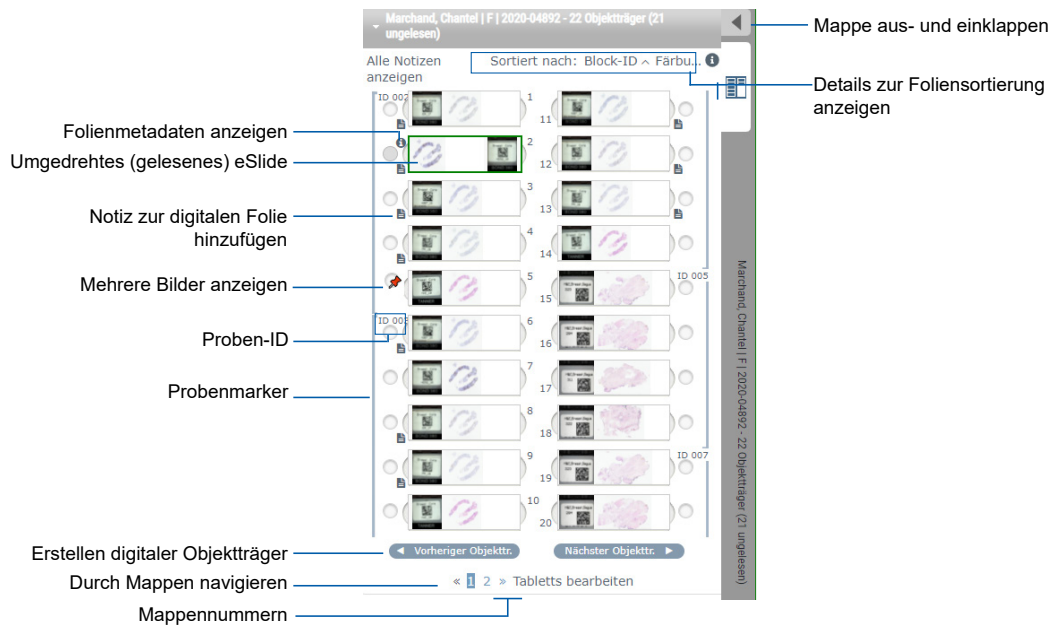 Marchand, Chantel | F | 2020-04892 - 22 Objektträger (21
ungelesen)
Mappe aus- und einklappen
Alle Notizen
anzeigen
Sortiert nach: Block-ID ^ Färbu...
Details zur Foliensortierung
anzeigen
1
11
Folienmetadaten anzeigen
2
Umgedrehtes (gelesenes) eSlide
12
3
13
Notiz zur digitalen Folie
hinzufügen
4
14
Mehrere Bilder anzeigen
5
ID 005
15
Proben-ID
6
16
Probenmarker
7
17
8
18
9
ID 007
19
10
20
Marchand, Chantel | F | 2020-04892 - 22 Objektträger (21 ungelesen)
Erstellen digitaler Objektträger
Vorheriger Objekttr.
Nächster Objekttr.
Durch Mappen navigieren
« 1 2 » Tabletts bearbeiten
Mappennummern